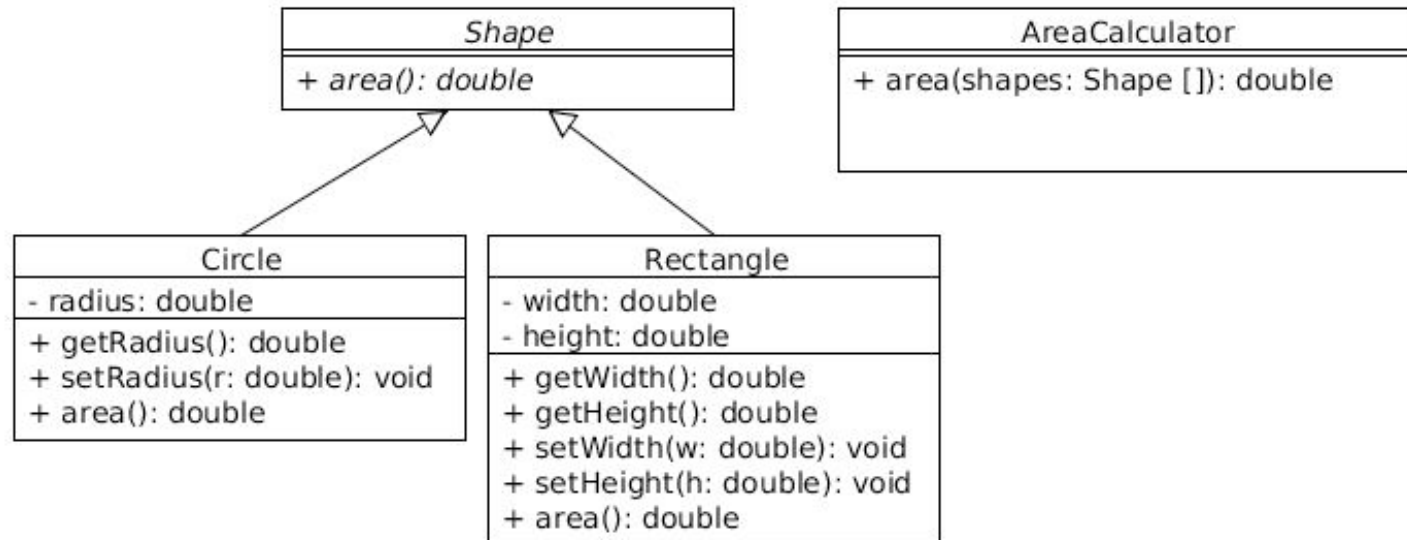 Shape
+ area(): double
AreaCalculator
+ area(shapes: Shape []): double
Circle
- radius: double
+ getRadius(): double
+ setRadius(r: double): void
+ area(): double
Rectangle
- width: double
- height: double
+ getWidth(): double
+ getHeight(): double
+ setWidth(w: double): void
+ setHeight(h: double): void
+ area(): double